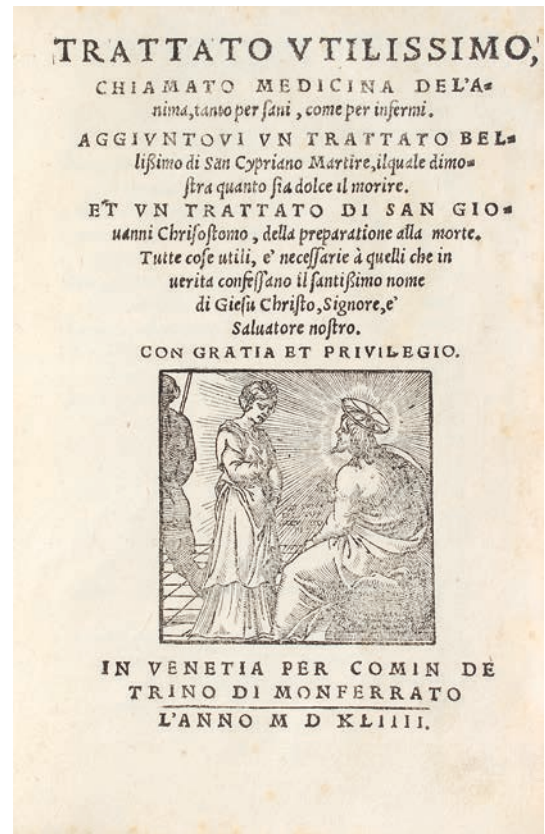 TRATTATO VTILISSIMO,
CHIAMATO MEDICINA DEL'A=
nima, tanto per sani, come per infermi.
AGGIVNTOVI VN TRATTATO BEL=
lißimo di San Cypriano Martire, ilquale dimo=
stra quanto sia dolce il morire.
ET VN TRATTATO DI SAN GIO=
uanni Chrisostomo, della preparatione alla morte.
Tutte cose utili, e' necessarie à quelli che in
uerita confessano il santißimo nome
di Giesu Christo, Signore, e'
Saluatore nostro.
CON GRATIA ET PRIVILEGIO.
IN VENETIA PER COMIN DE
TRINO DI MONFERRATO
L'ANNO M D XLIIII.